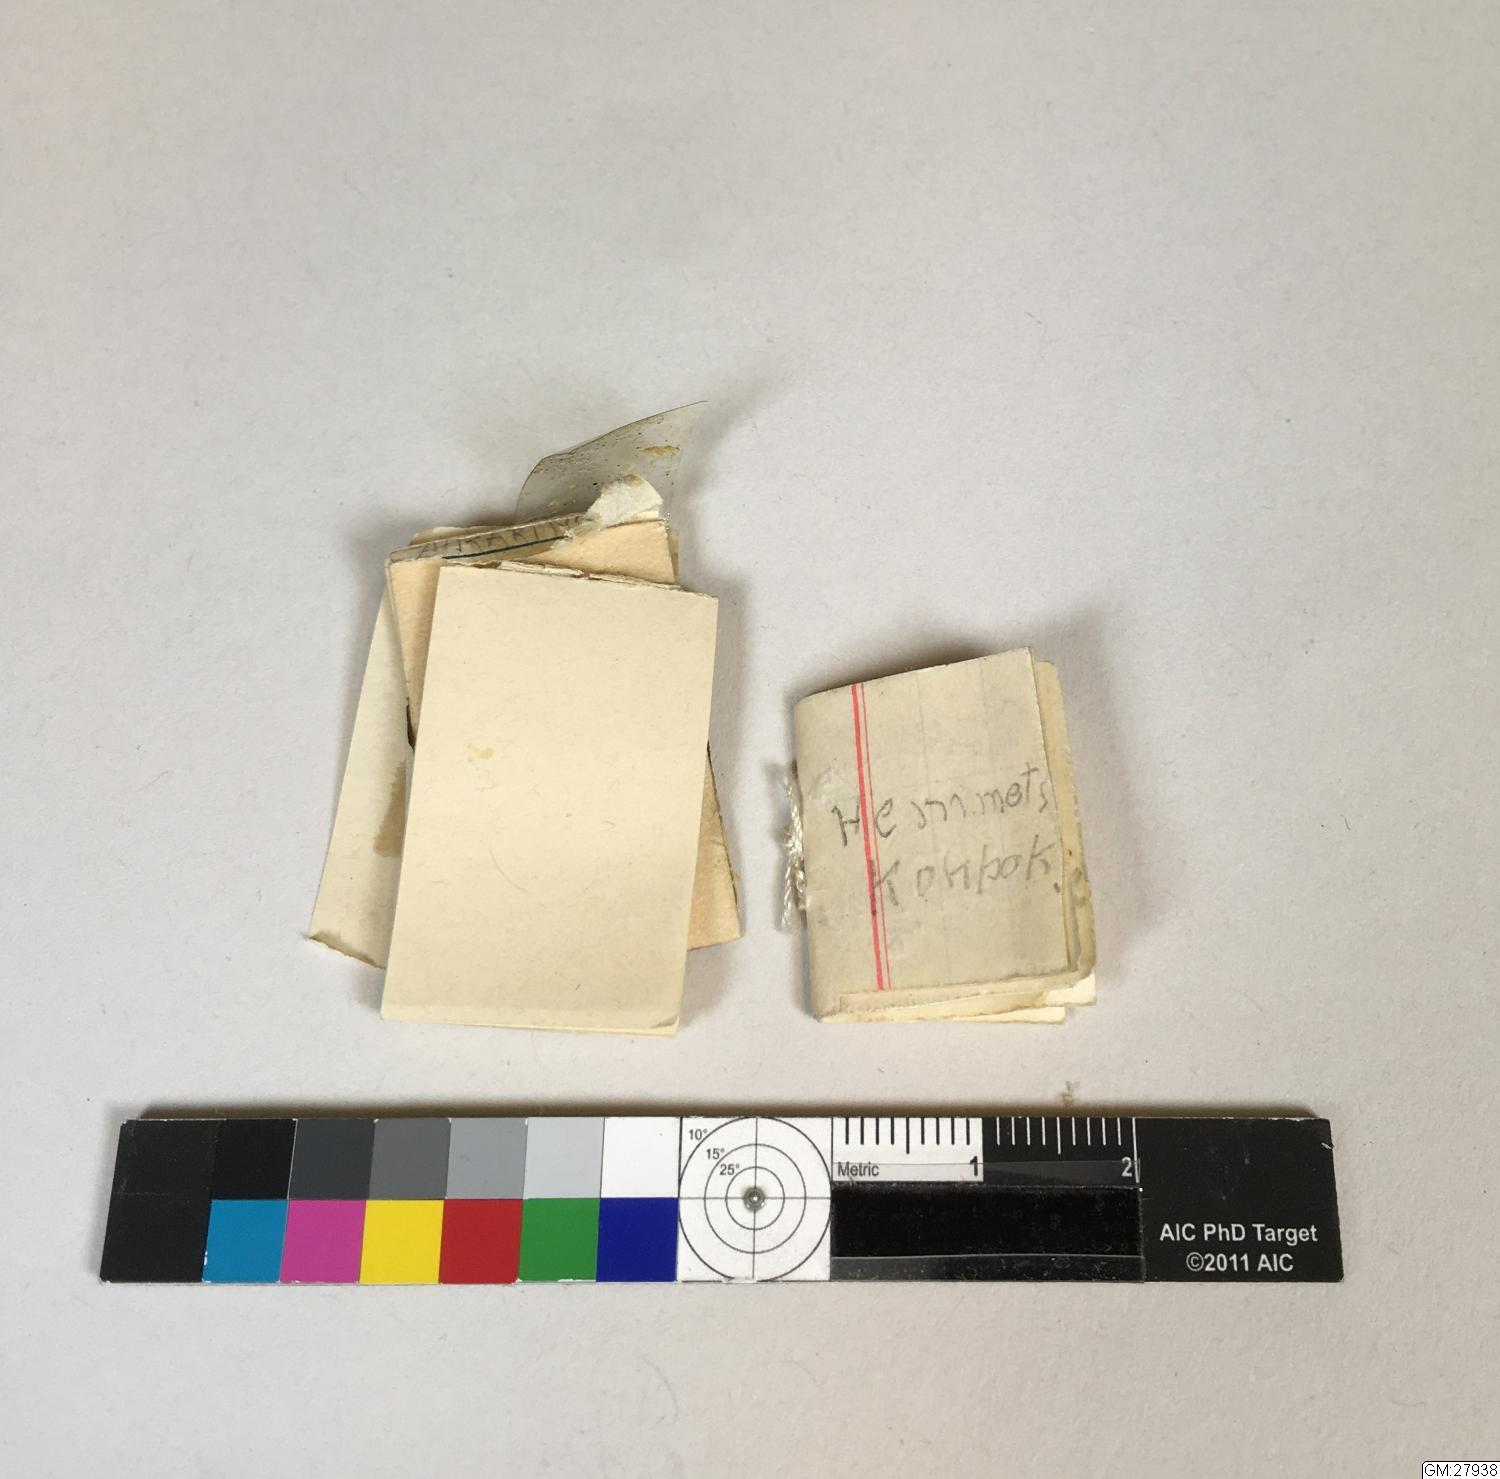 Hemmets
Kokbok.
10°
15°
25°
Metric
1
2
AIC PhD Target
©2011 AIC
GM:27938